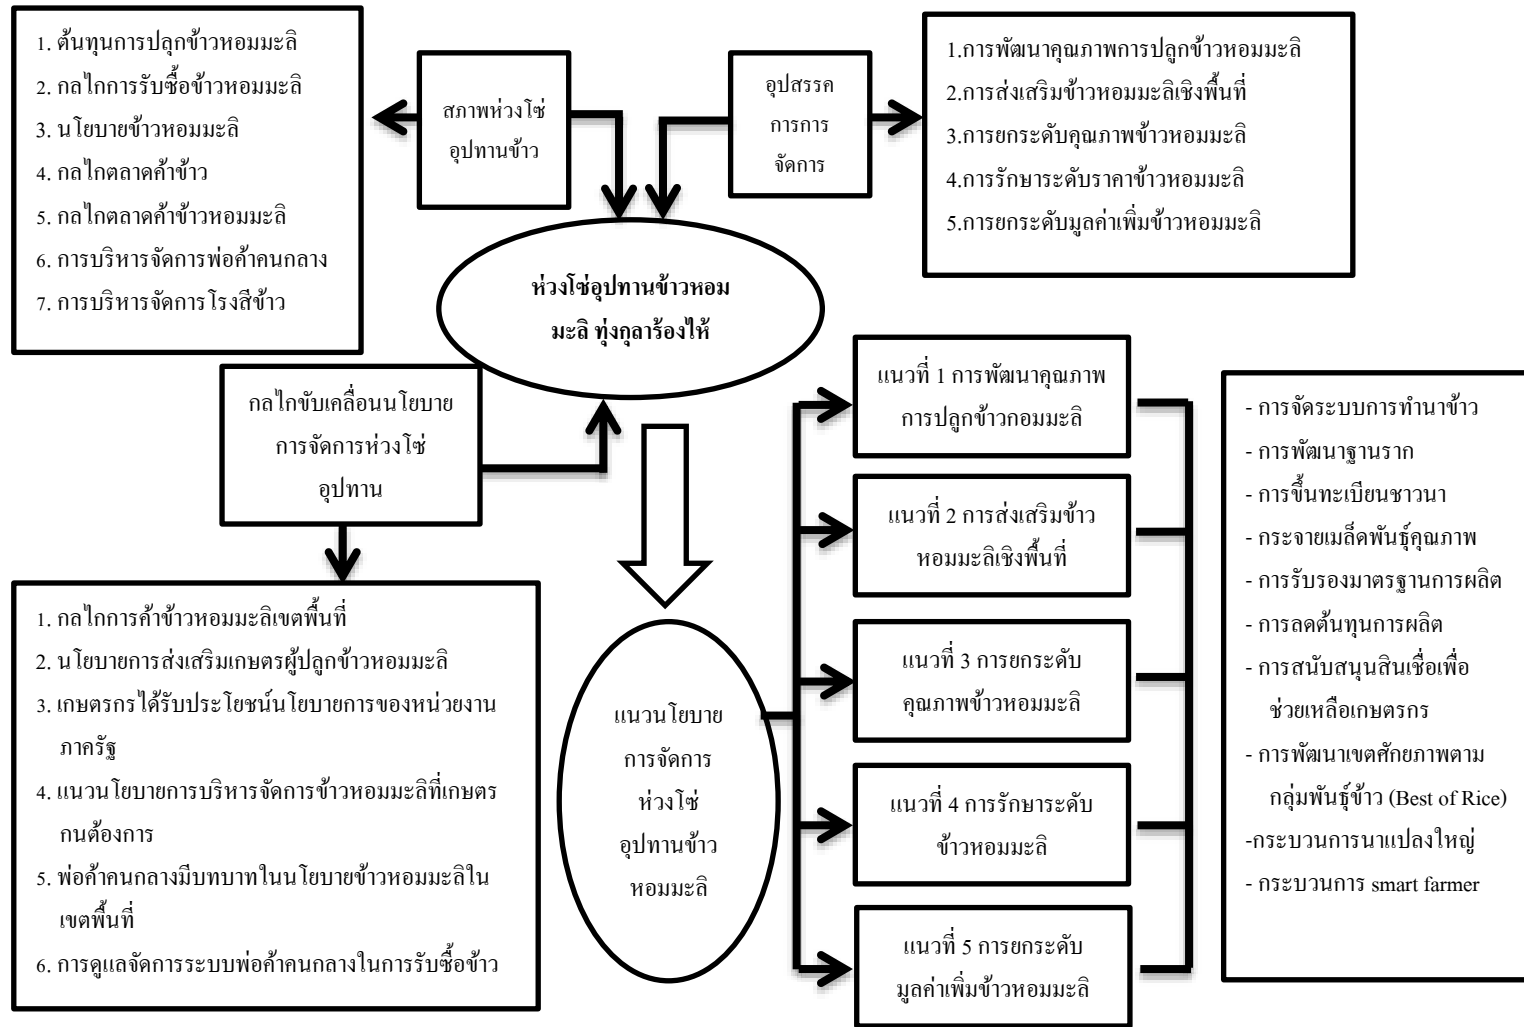 1. ต้นทุนการปลุกข้าวหอมมะลิ
2. กลไกการรับซื้อข้าวหอมมะลิ
3. นโยบายข้าวหอมมะลิ
4. กลไกตลาดค้าข้าว
5. กลไกตลาดค้าข้าวหอมมะลิ
6. การบริหารจัดการพ่อค้าคนกลาง
7. การบริหารจัดการโรงสีข้าว
สภาพห่วงโซ่
อุปทานข้าว
อุปสรรค
การการ
จัดการ
1.การพัฒนาคุณภาพการปลูกข้าวหอมมะลิ
2.การส่งเสริมข้าวหอมมะลิเชิงพื้นที่
3.การยกระดับคุณภาพข้าวหอมมะลิ
4.การรักษาระดับราคาข้าวหอมมะลิ
5.การยกระดับมูลค่าเพิ่มข้าวหอมมะลิ
ห่วงโซ่อุปทานข้าวหอม
มะลิ ทุ่งกุลาร้องไห้
กลไกขับเคลื่อนนโยบาย
การจัดการห่วงโซ่
อุปทาน
1. กลไกการค้าข้าวหอมมะลิเขตพื้นที่
2. นโยบายการส่งเสริมเกษตรผู้ปลูกข้าวหอมมะลิ
3. เกษตรกรได้รับประโยชน์นโยบายการของหน่วยงาน
ภาครัฐ
4. แนวนโยบายการบริหารจัดการข้าวหอมมะลิที่เกษตร
กนต้องการ
5. พ่อค้าคนกลางมีบทบาทในนโยบายข้าวหอมมะลิใน
เขตพื้นที่
6. การดูแลจัดการระบบพ่อค้าคนกลางในการรับซื้อข้าว
แนวนโยบาย
การจัดการ
ห่วงโซ่
อุปทานข้าว
หอมมะลิ
แนวที่ 1 การพัฒนาคุณภาพ
การปลูกข้าวกอมมะลิ
แนวที่ 2 การส่งเสริมข้าว
หอมมะลิเชิงพื้นที่
แนวที่ 3 การยกระดับ
คุณภาพข้าวหอมมะลิ
แนวที่ 4 การรักษาระดับ
ข้าวหอมมะลิ
แนวที่ 5 การยกระดับ
มูลค่าเพิ่มข้าวหอมมะลิ
- การจัดระบบการทำนาข้าว
- การพัฒนาฐานราก
- การขึ้นทะเบียนชาวนา
- กระจายเมล็ดพันธุ์คุณภาพ
- การรับรองมาตรฐานการผลิต
- การลดต้นทุนการผลิต
- การสนับสนุนสินเชื่อเพื่อ
ช่วยเหลือเกษตรกร
- การพัฒนาเขตศักยภาพตาม
กลุ่มพันธุ์ข้าว (Best of Rice)
-กระบวนการนาแปลงใหญ่
- กระบวนการ smart farmer